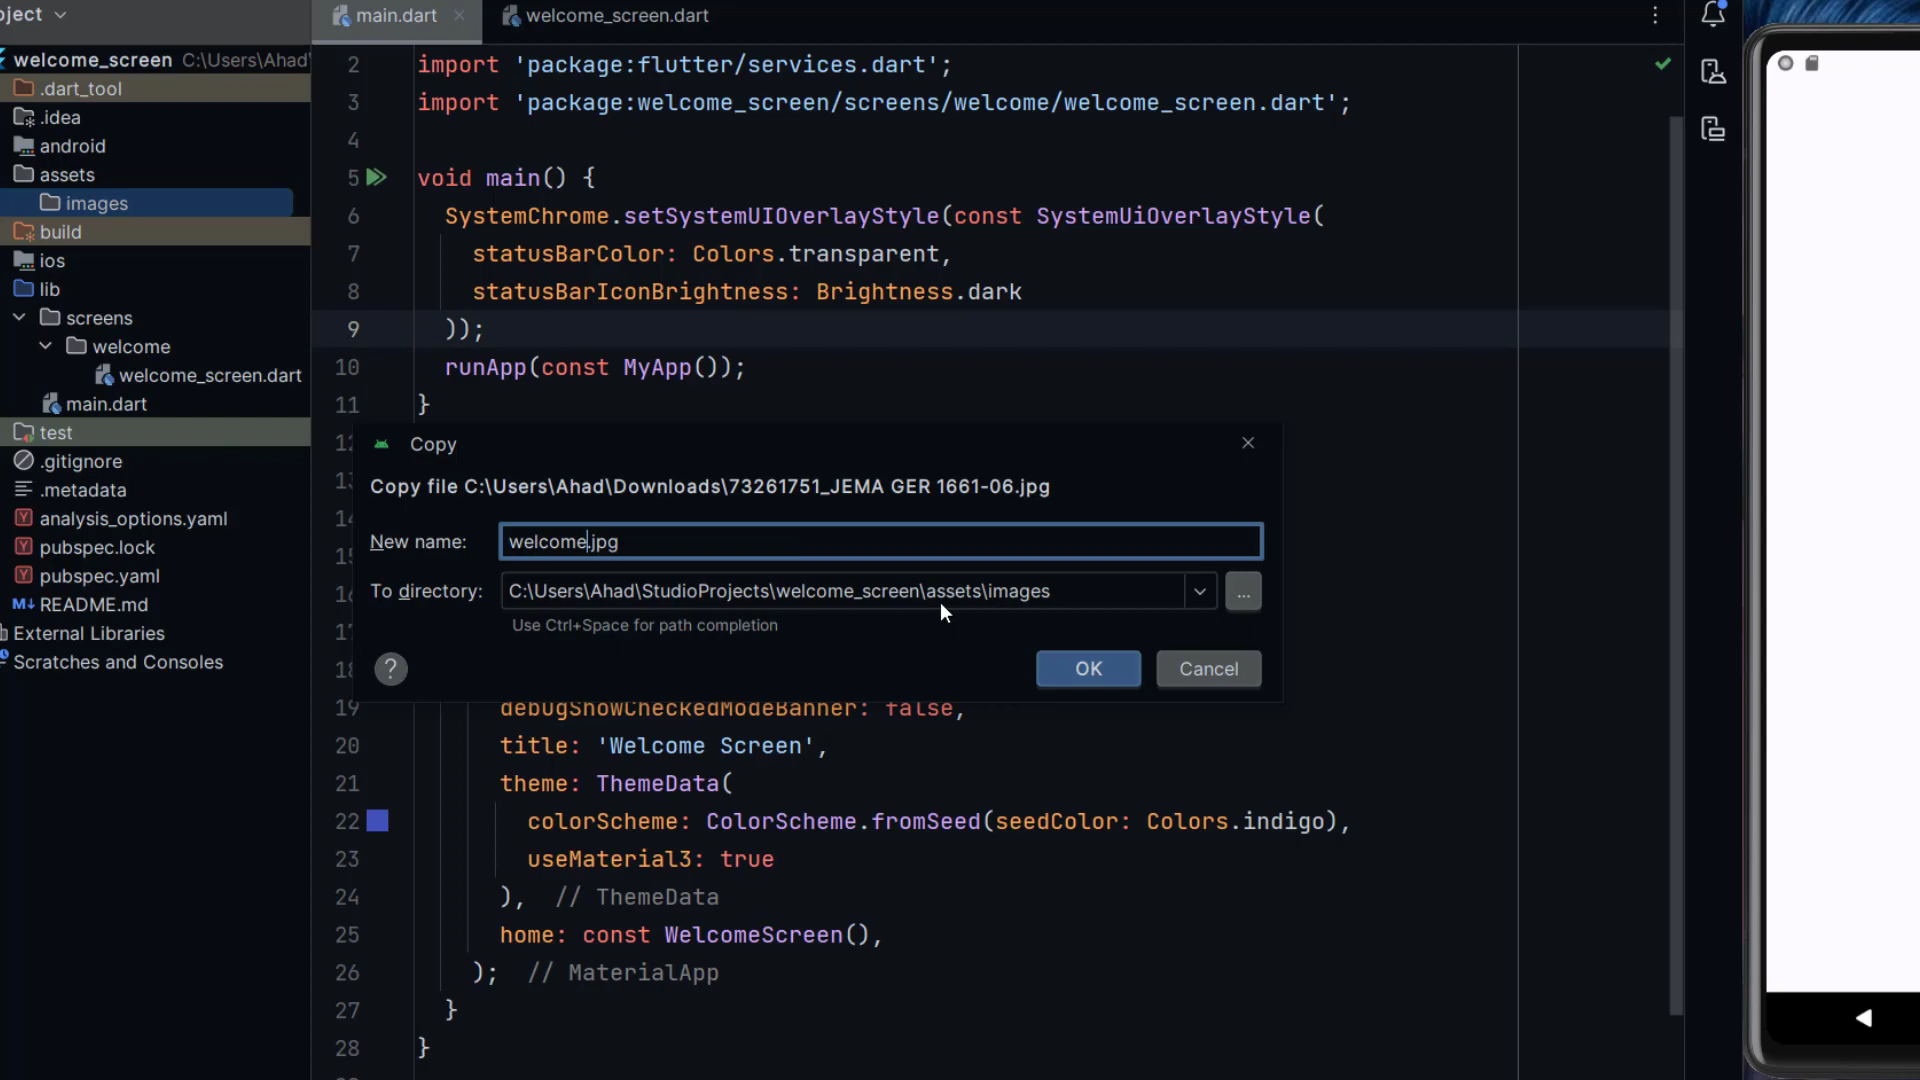 oject
welcome_screen C:\Users\Ahad
.dart_tool
.idea
android
assets
images
build
ios
lib
screens
welcome
welcome_screen.dart
main.dart
test
.gitignore
.metadata
analysis_options.yaml
pubspec.lock
pubspec.yaml
README.md
External Libraries
Scratches and Consoles
main.dart
welcome_screen.dart
2 import 'package:flutter/services.dart';
3 import 'package:welcome_screen/screens/welcome/welcome_screen.dart';
4
5 void main() {
6 SystemChrome.setSystemUIOverlayStyle(const SystemUiOverlayStyle(
7 statusBarColor: Colors.transparent,
8 statusBarIconBrightness: Brightness.dark
9 ));
10 runApp(const MyApp());
11 }
Copy
Copy file C:\Users\Ahad\Downloads\73261751_JEMA GER 1661-06.jpg
New name: welcome.jpg
To directory: C:\Users\Ahad\StudioProjects\welcome_screen\assets\images
...
Use Ctrl+Space for path completion
?
OK
Cancel
19 debugShowCheckedModeBanner: false,
20 title: 'Welcome Screen',
21 theme: ThemeData(
22 colorScheme: ColorScheme.fromSeed(seedColor: Colors.indigo),
23 useMaterial3: true
24 ), // ThemeData
25 home: const WelcomeScreen(),
26 ); // MaterialApp
27 }
28 }